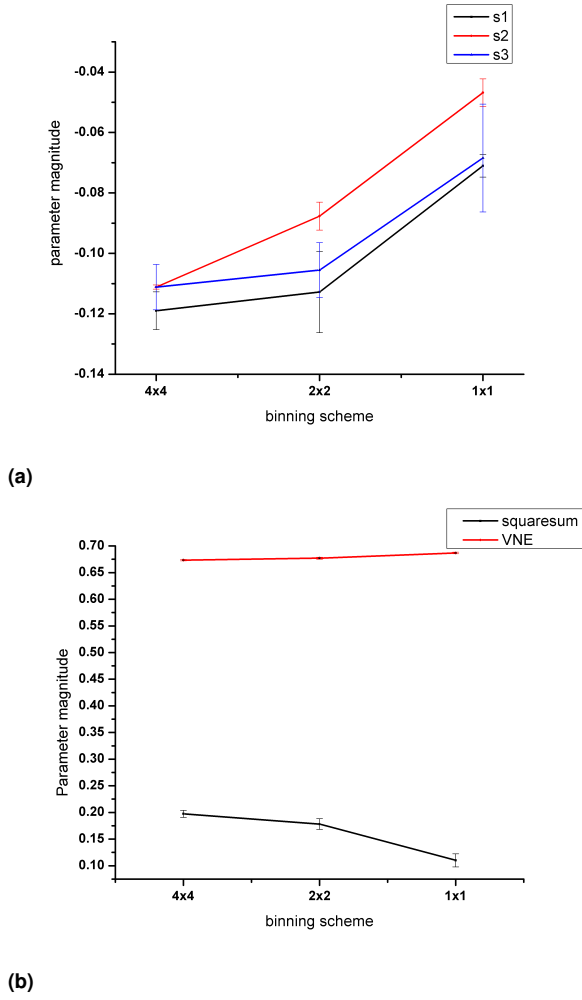 s1
s2
s3
-0.04
-0.06
-0.08
-0.10
-0.12
-0.14
parameter magnitude
4x4
2x2
1x1
binning scheme
(a)
squaresum
VNE
0.70
0.65
0.60
0.55
0.50
0.45
0.40
0.35
0.30
0.25
0.20
0.15
0.10
Parameter magnitude
4x4
2x2
1x1
binning scheme
(b)